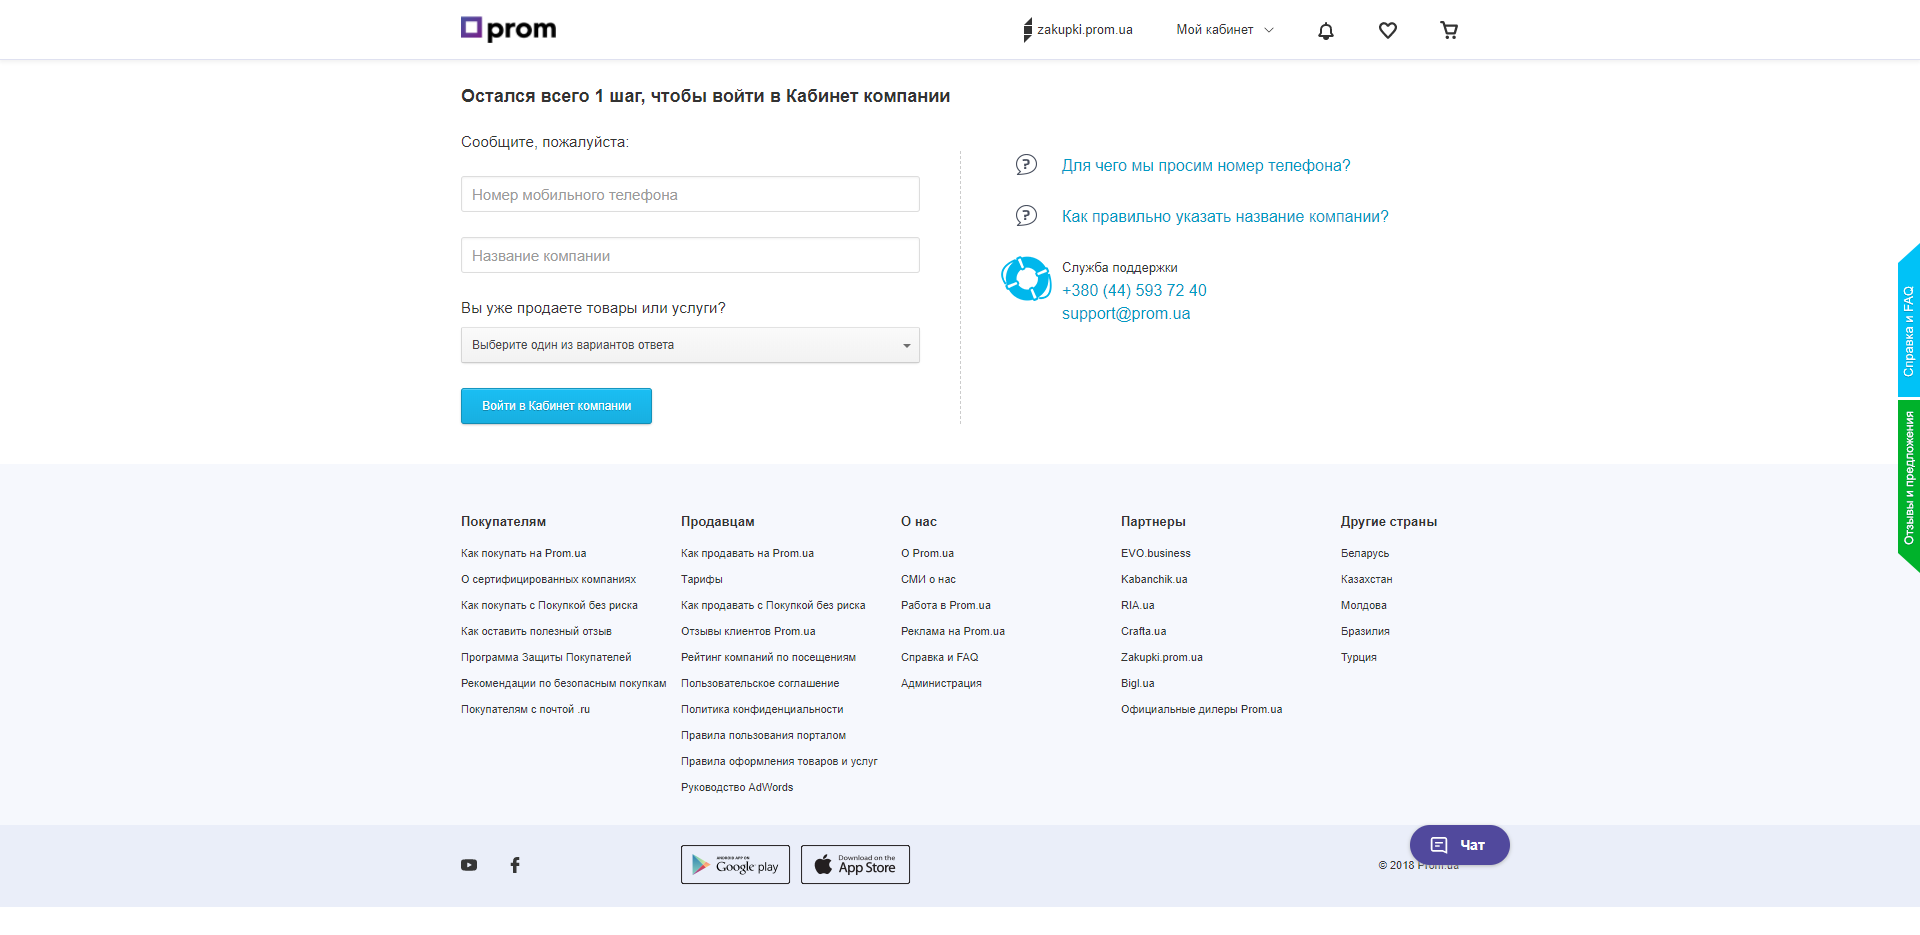 prom
zakupki.prom.ua
Мой кабинет
Остался всего 1 шаг, чтобы войти в Кабинет компании
Сообщите, пожалуйста:
Номер мобильного телефона
Название компании
Вы уже продаете товары или услуги?
Выберите один из вариантов ответа
Войти в Кабинет компании
Для чего мы просим номер телефона?
Как правильно указать название компании?
Служба поддержки
+380 (44) 593 72 40
support@prom.ua
Справка и FAQ
Отзывы и предложения
Покупателям
Как покупать на Prom.ua
О сертифицированных компаниях
Как покупать с Покупкой без риска
Как оставить полезный отзыв
Программа Защиты Покупателей
Рекомендации по безопасным покупкам
Покупателям с почтой .ru
Продавцам
Как продавать на Prom.ua
Тарифы
Как продавать с Покупкой без риска
Отзывы клиентов Prom.ua
Рейтинг компаний по посещениям
Пользовательское соглашение
Политика конфиденциальности
Правила пользования порталом
Правила оформления товаров и услуг
Руководство AdWords
О нас
О Prom.ua
СМИ о нас
Работа в Prom.ua
Реклама на Prom.ua
Справка и FAQ
Администрация
Партнеры
EVO.business
Kabanchik.ua
RIA.ua
Crafta.ua
Zakupki.prom.ua
Bigl.ua
Официальные дилеры Prom.ua
Другие страны
Беларусь
Казахстан
Молдова
Бразилия
Турция
ANDROID APP ON
Google play
Download on the
App Store
Чат
© 2018 Prom.ua